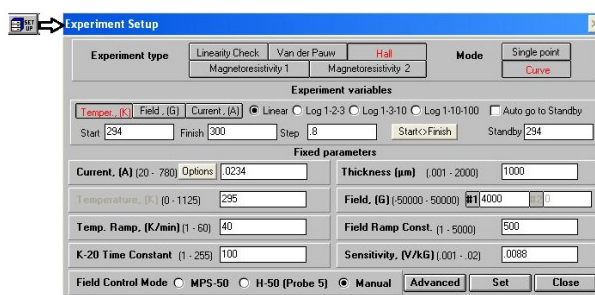 SET UP Experiment Setup
Experiment type Linearity Check Van der Pauw Hall Mode Single point
Magnetoresistivity 1 Magnetoresistivity 2 Curve
Experiment variables
Temper., (K) Field , (G) Current , (A) Linear Log 1-2-3 Log 1-3-10 Log 1-10-100 Auto go to Standby
Start 294 Finish 300 Step .8 Start<>Finish Standby 294
Fixed parameters
Current, (A) (20 - 780) Options .0234 Thickness (µm) (.001 - 2000) 1000
Temperature, (K) (0 - 1125) 295 Field, (G) (-50000 - 50000) #1 4000 #2 0
Temp. Ramp, (K/min) (1 - 60) 40 Field Ramp Const. (1 - 5000) 500
K-20 Time Constant (1 - 255) 100 Sensitivity, (V/kG) (.001 - .02) .0088
Field Control Mode MPS-50 H-50 (Probe 5) Manual Advanced Set Close